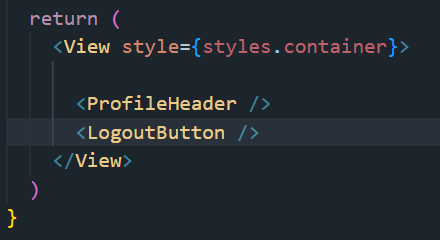 return (
<View style={styles.container}>
<ProfileHeader />
<LogoutButton />
</View>
)
}